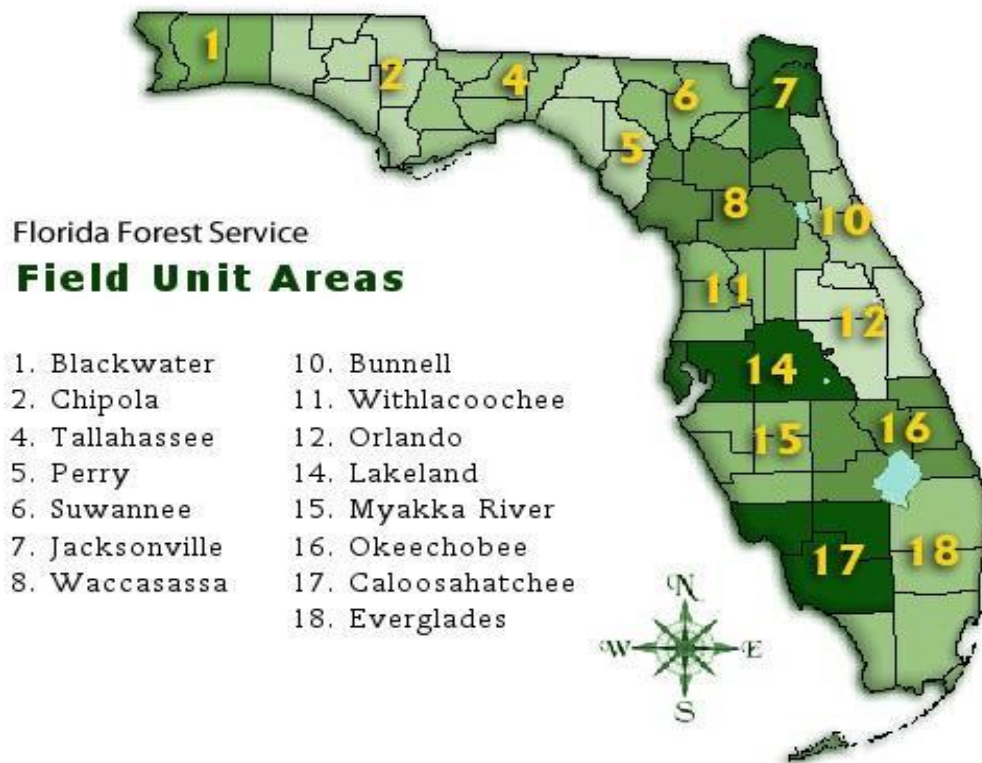 Florida Forest Service
Field Unit Areas
1. Blackwater
2. Chipola
4. Tallahassee
5. Perry
6. Suwannee
7. Jacksonville
8. Waccasassa
10. Bunnell
11. Withlacoochee
12. Orlando
14. Lakeland
15. Myakka River
16. Okeechobee
17. Caloosahatchee
18. Everglades
1
2
4
6
7
5
8
10
11
12
14
15
16
17
18
N
W E
S